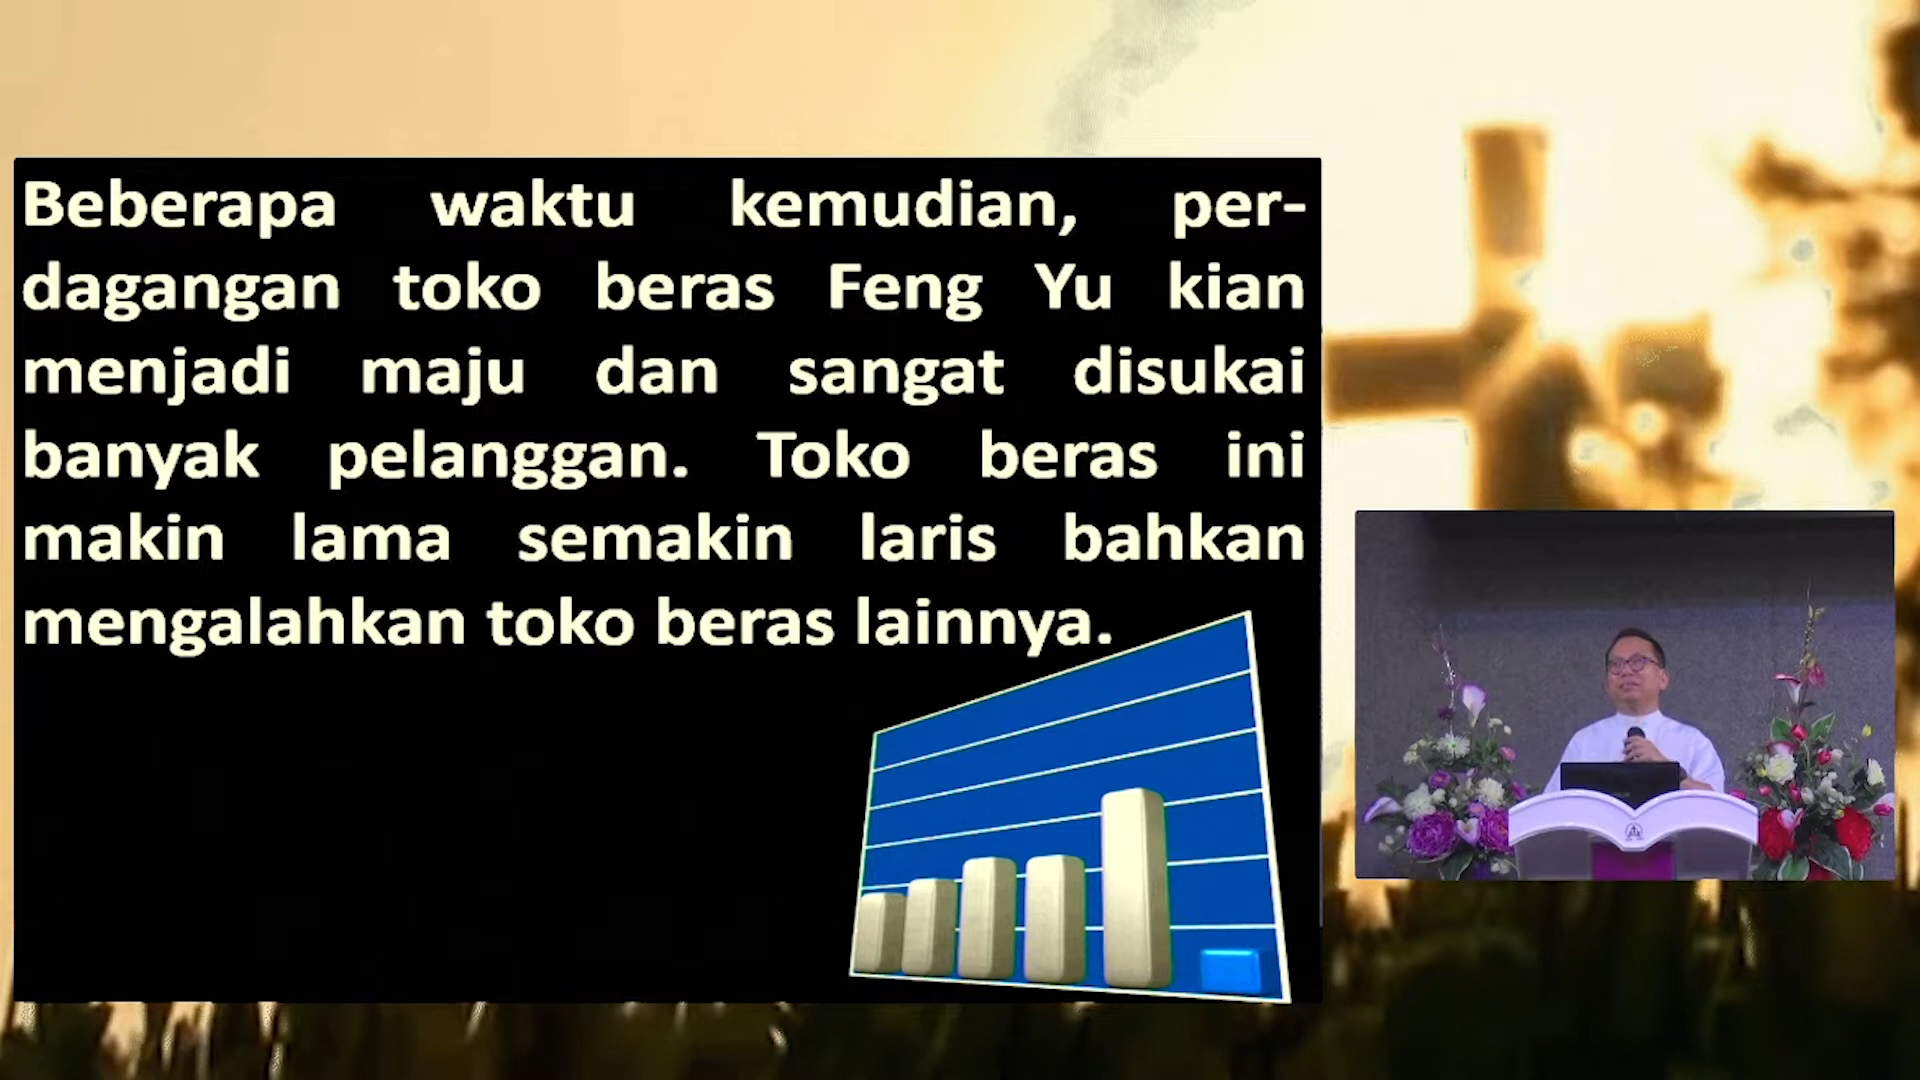 Beberapa waktu kemudian, per-
dagangan toko beras Feng Yu kian
menjadi maju dan sangat disukai
banyak pelanggan. Toko beras ini
makin lama semakin laris bahkan
mengalahkan toko beras lainnya.